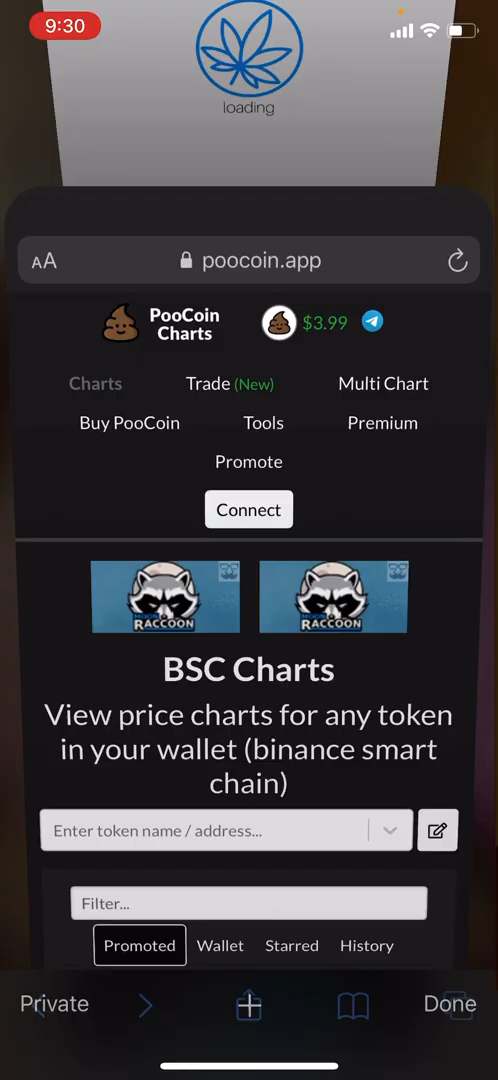 9:30
loading
AA
poocoin.app
PooCoin
Charts
$3.99
Charts
Trade (New)
Multi Chart
Buy PooCoin
Tools
Premium
Promote
Connect
RACCOON
RACCOON
BSC Charts
View price charts for any token
in your wallet (binance smart
chain)
Enter token name / address...
Filter...
Promoted
Wallet
Starred
History
Private
Done